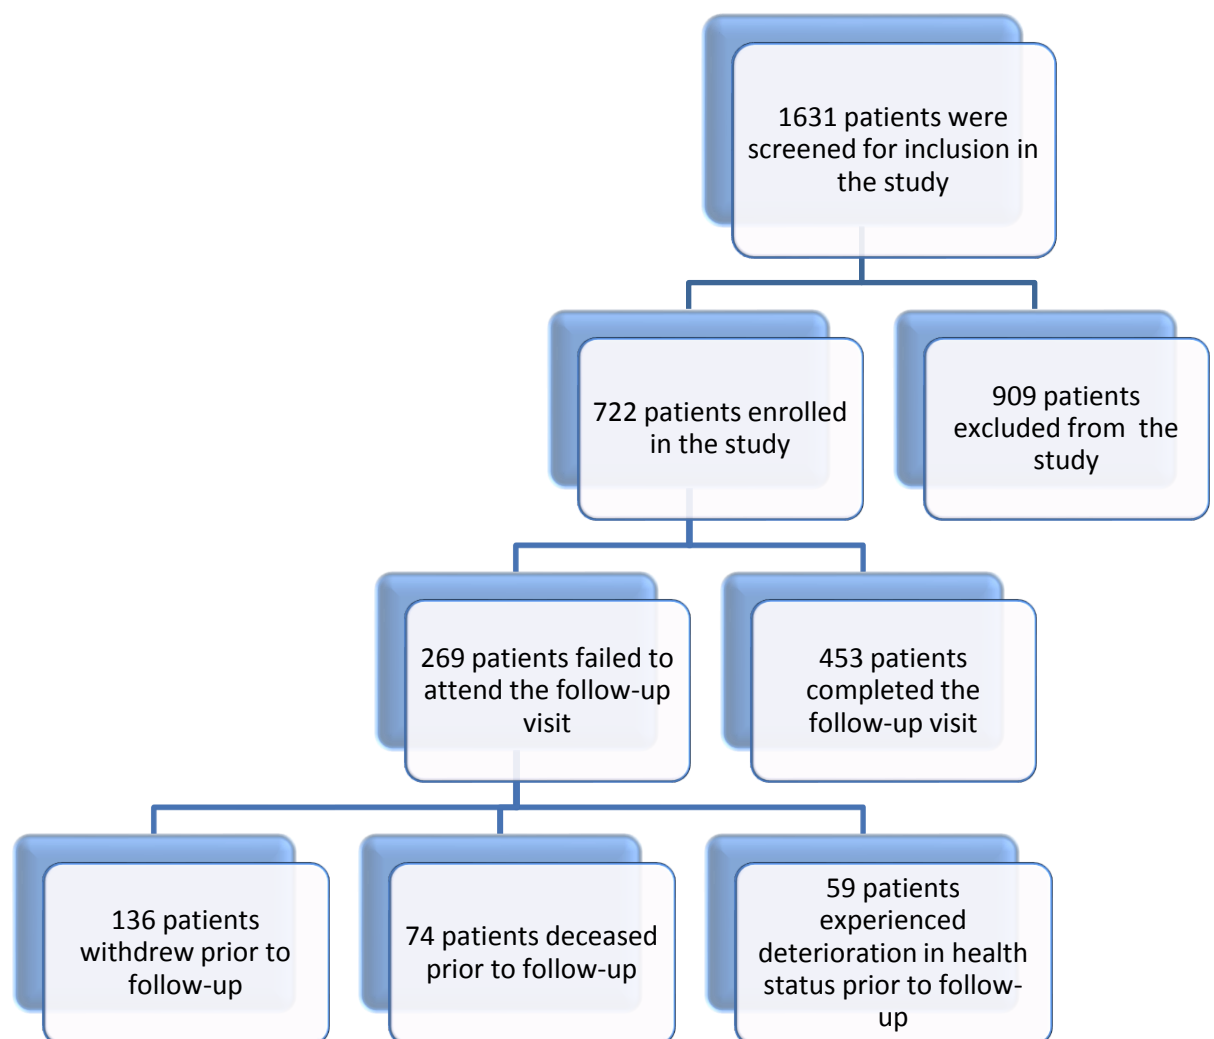 1631 patients were
screened for inclusion in
the study
722 patients enrolled
in the study
909 patients
excluded from  the
study
269 patients failed to
attend the follow-up
visit
453 patients
completed the
follow-up visit
136 patients
withdrew prior to
follow-up
74 patients deceased
prior to follow-up
59 patients
experienced
deterioration in health
status prior to follow-
up